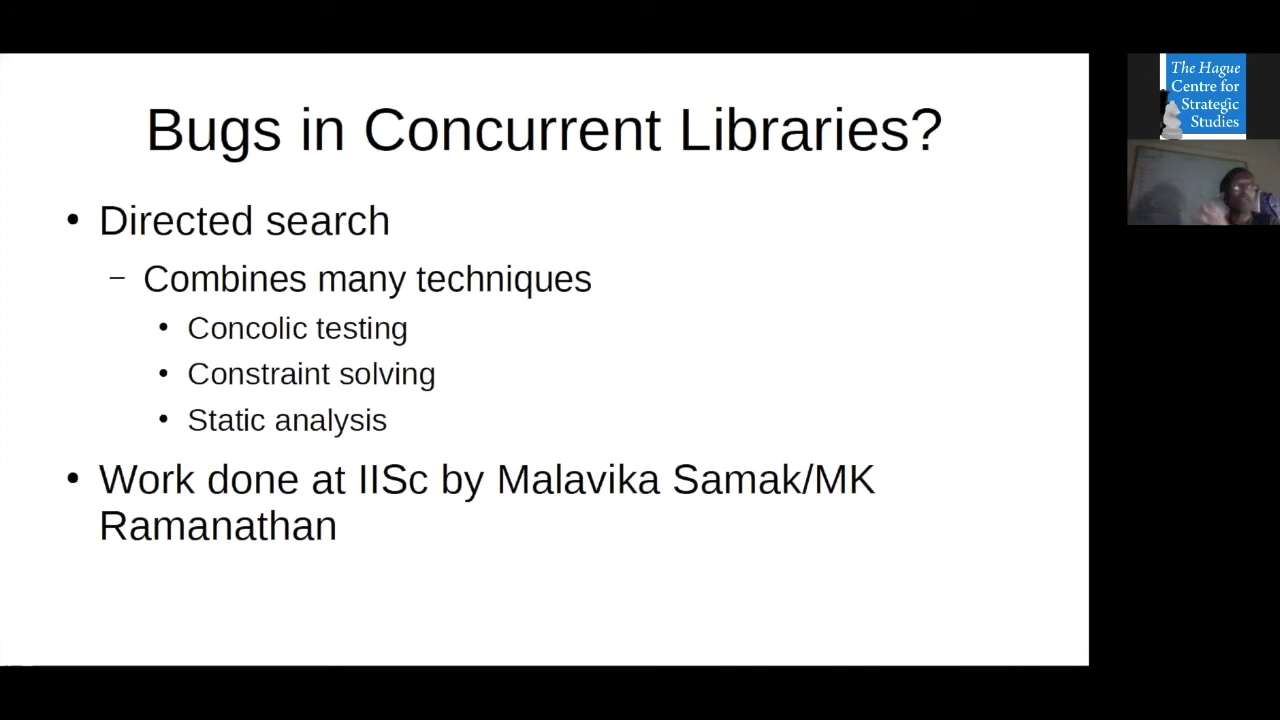 Bugs in Concurrent Libraries?
• Directed search
– Combines many techniques
• Concolic testing
• Constraint solving
• Static analysis
• Work done at IISc by Malavika Samak/MK
Ramanathan
The Hague
Centre for
Strategic
Studies